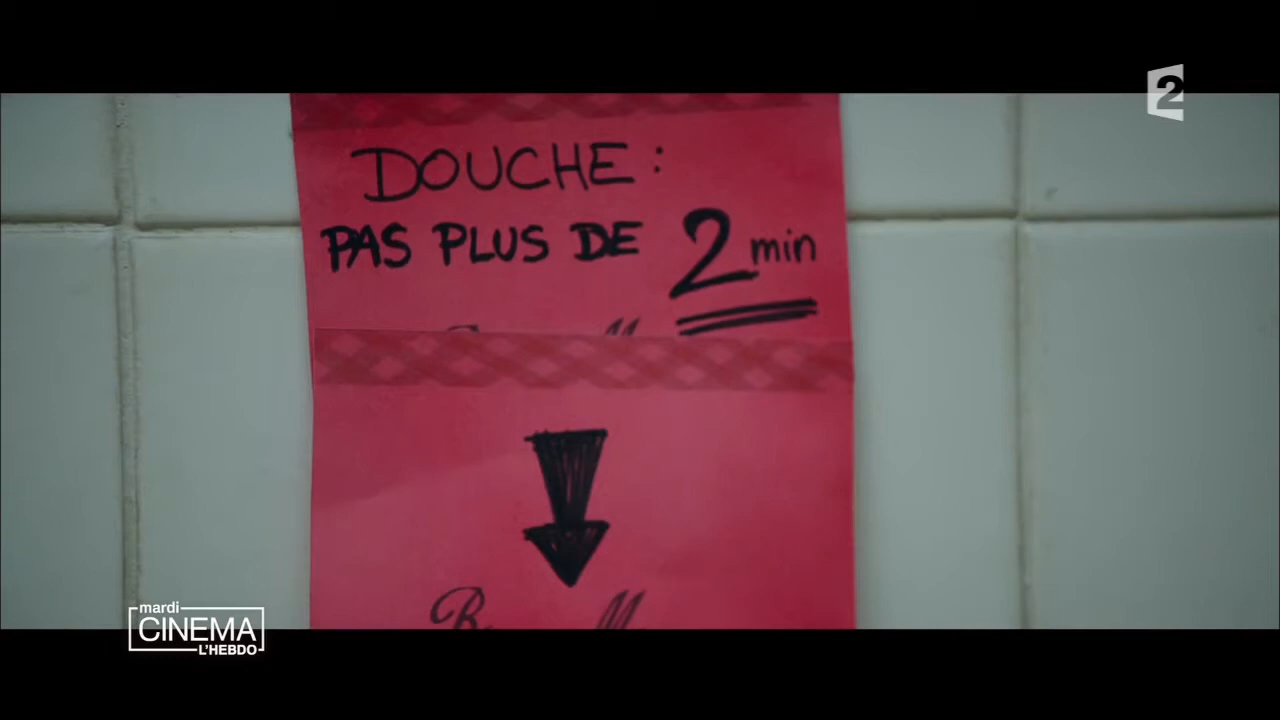 2
DOUCHE :
PAS PLUS DE 2 min
mardi
CINEMA
L'HEBDO